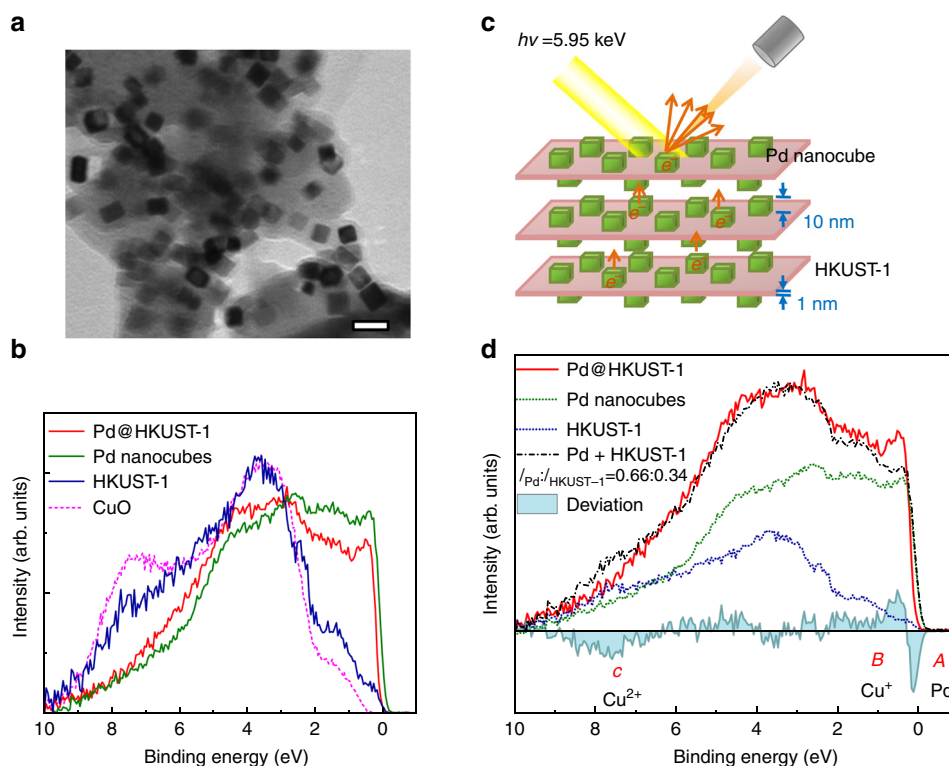 a
b
Intensity (arb. units)
Pd@HKUST-1
Pd nanocubes
HKUST-1
CuO
10 8 6 4 2 0
Binding energy (eV)
c
hv =5.95 keV
Pd nanocube
e
e–
e–
10 nm
HKUST-1
e–
e–
1 nm
d
Intensity (arb. units)
Pd@HKUST-1
Pd nanocubes
HKUST-1
Pd + HKUST-1
IPd:IHKUST–1=0.66:0.34
Deviation
c
B
A
Cu2+
Cu+
Pd
10 8 6 4 2 0
Binding energy (eV)